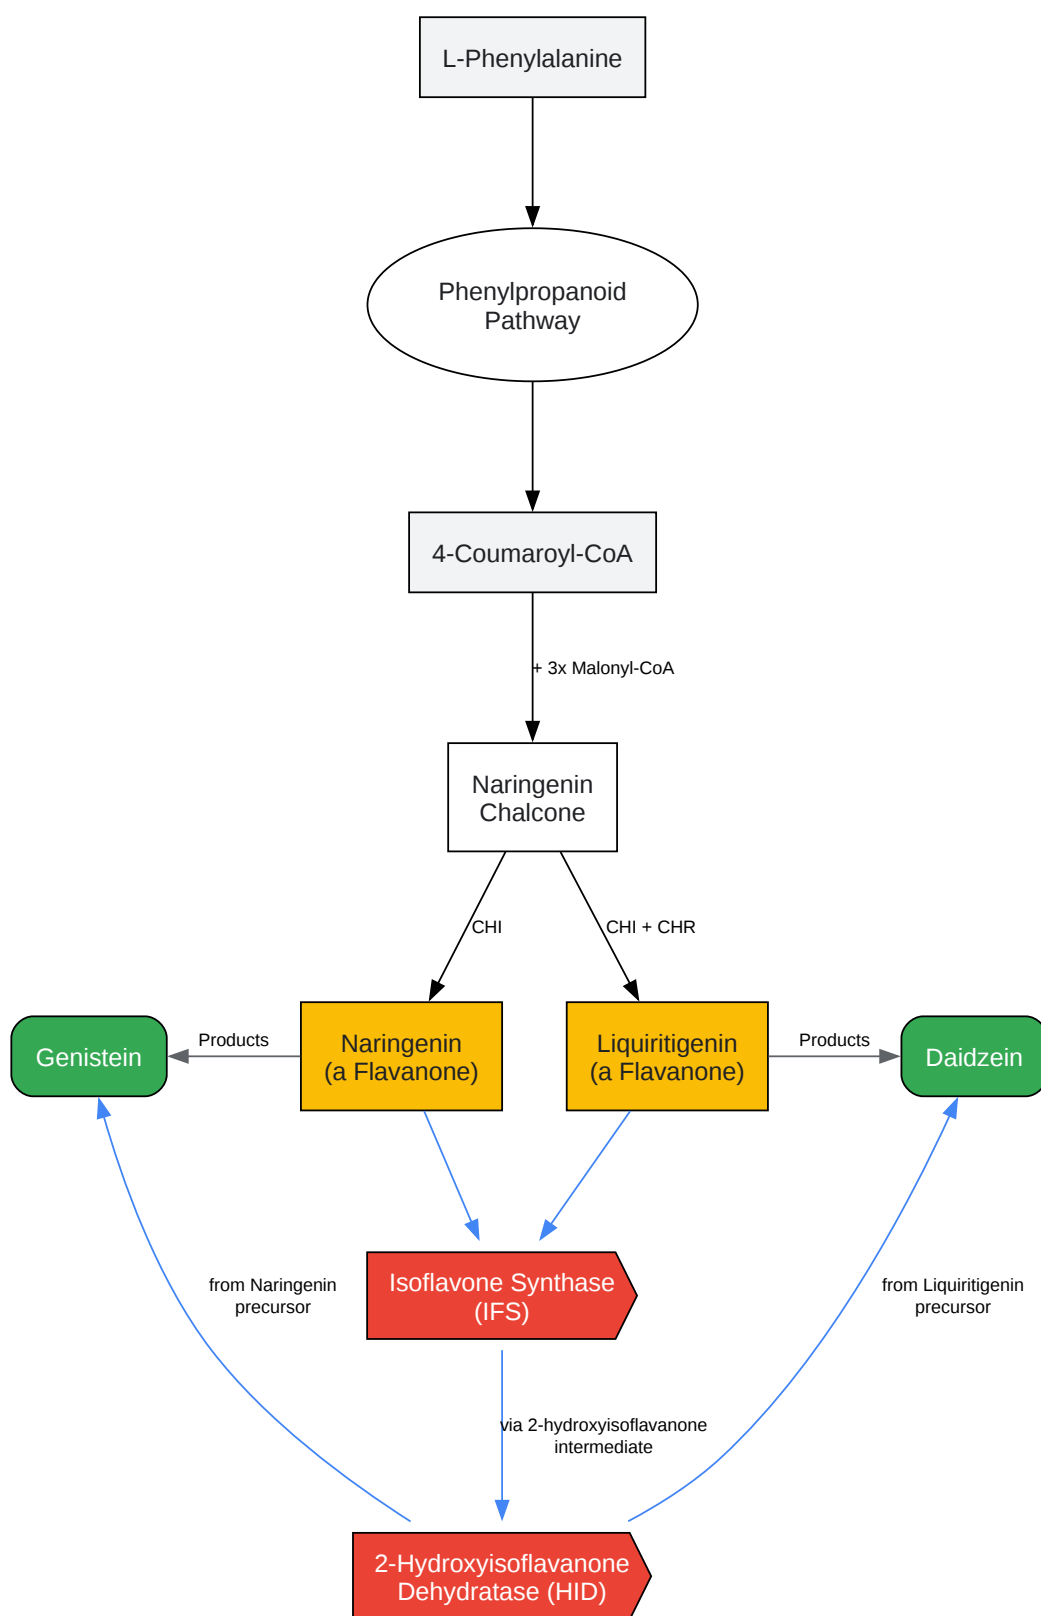 L-Phenylalanine
Phenylpropanoid
Pathway
4-Coumaroyl-CoA
+ 3x Malonyl-CoA
Naringenin
Chalcone
CHI
CHI + CHR
Genistein
Products
Naringenin
(a Flavanone)
Liquiritigenin
(a Flavanone)
Products
Daidzein
Isoflavone Synthase
(IFS)
from Naringenin
precursor
from Liquiritigenin
precursor
via 2-hydroxyisoflavanone
intermediate
2-Hydroxyisoflavanone
Dehydratase (HID)